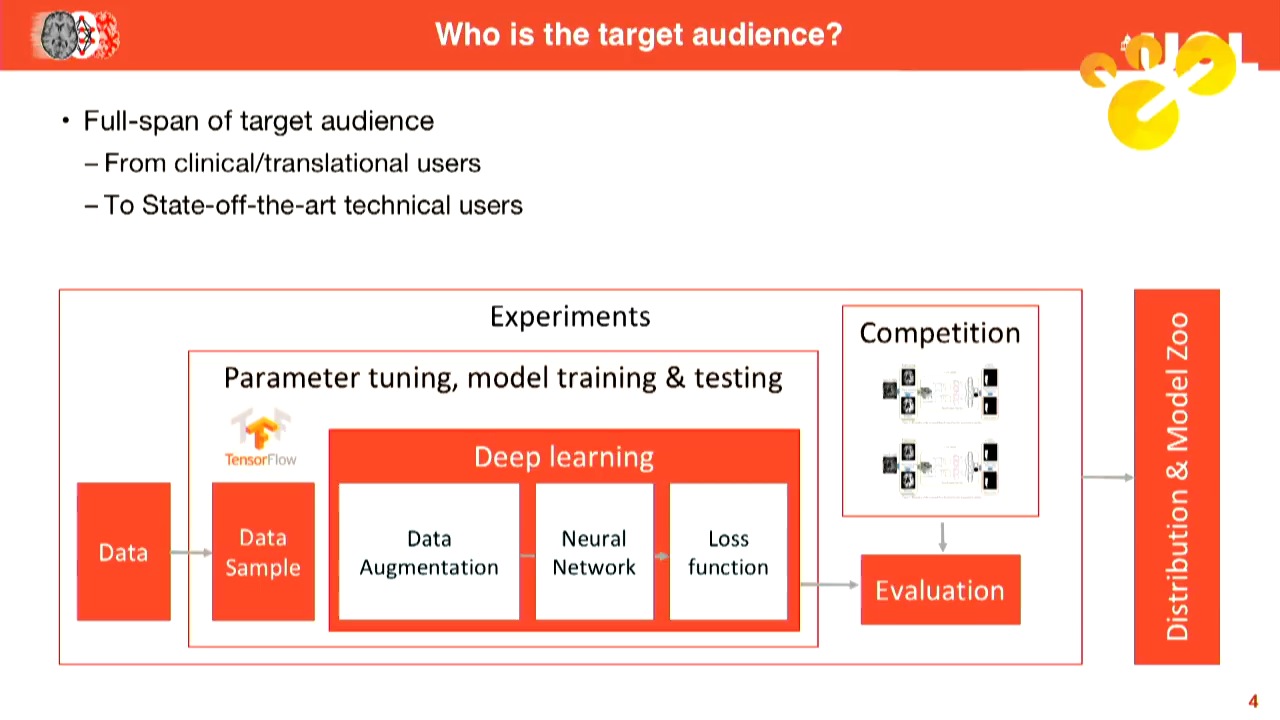 Who is the target audience?
UCL
• Full-span of target audience
– From clinical/translational users
– To State-off-the-art technical users
Experiments
Competition
Parameter tuning, model training & testing
TensorFlow
Deep learning
Data
Data
Sample
Data
Augmentation
Neural
Network
Loss
function
Evaluation
Distribution & Model Zoo
4